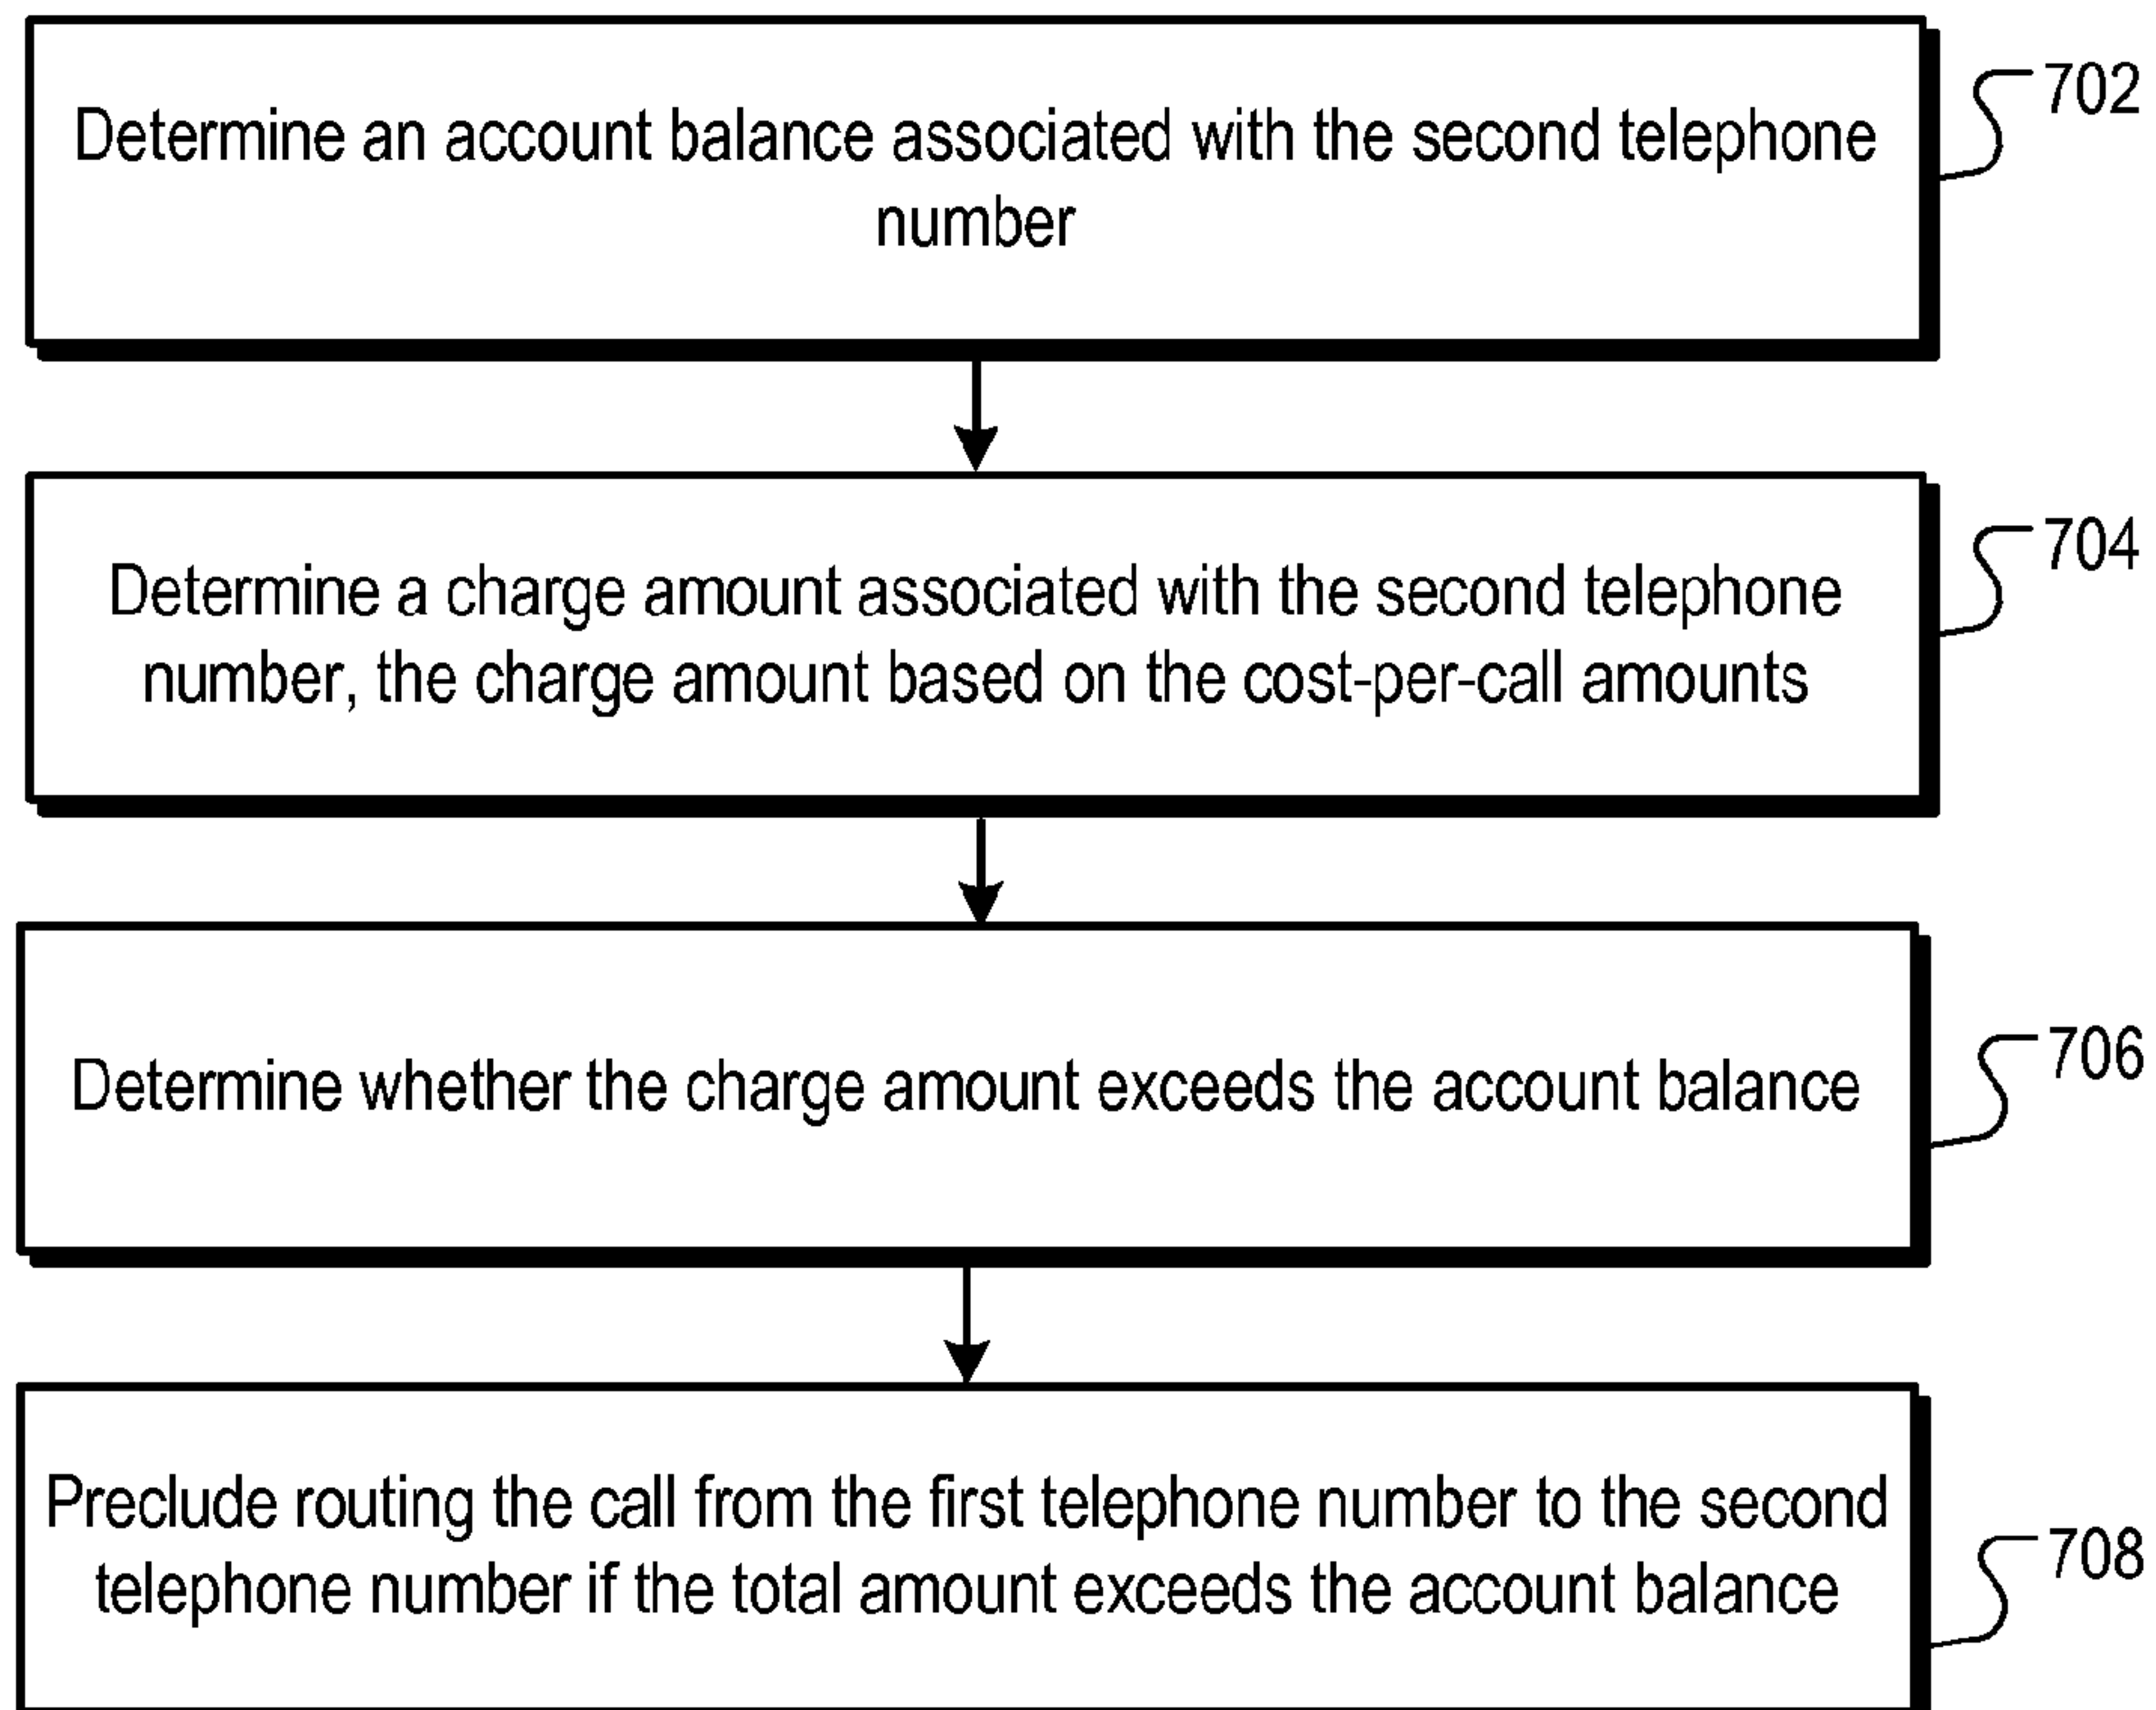 Determine an account balance associated with the second telephone
number
702
Determine a charge amount associated with the second telephone
number, the charge amount based on the cost-per-call amounts
704
Determine whether the charge amount exceeds the account balance
706
Preclude routing the call from the first telephone number to the second
telephone number if the total amount exceeds the account balance
708